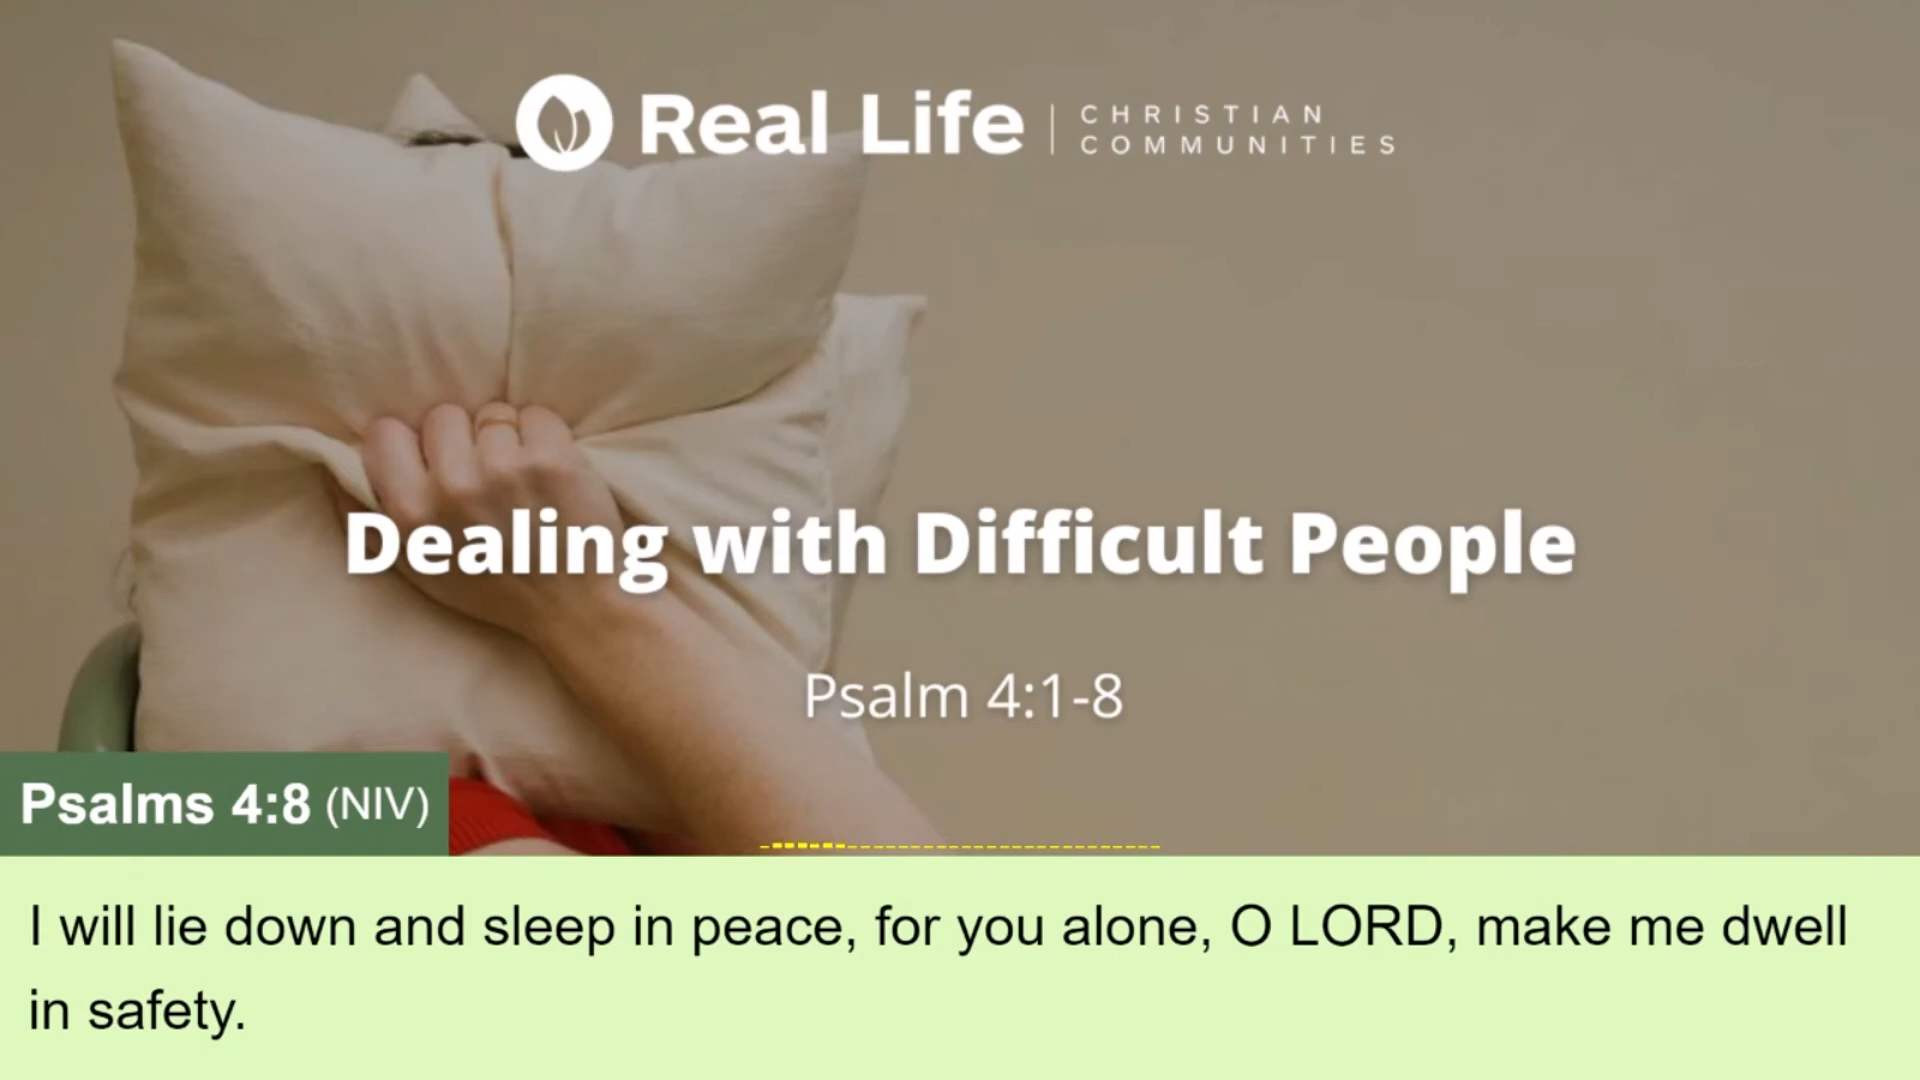 Real Life
CHRISTIAN
COMMUNITIES
Dealing with Difficult People
Psalm 4:1-8
Psalms 4:8 (NIV)
I will lie down and sleep in peace, for you alone, O LORD, make me dwell
in safety.